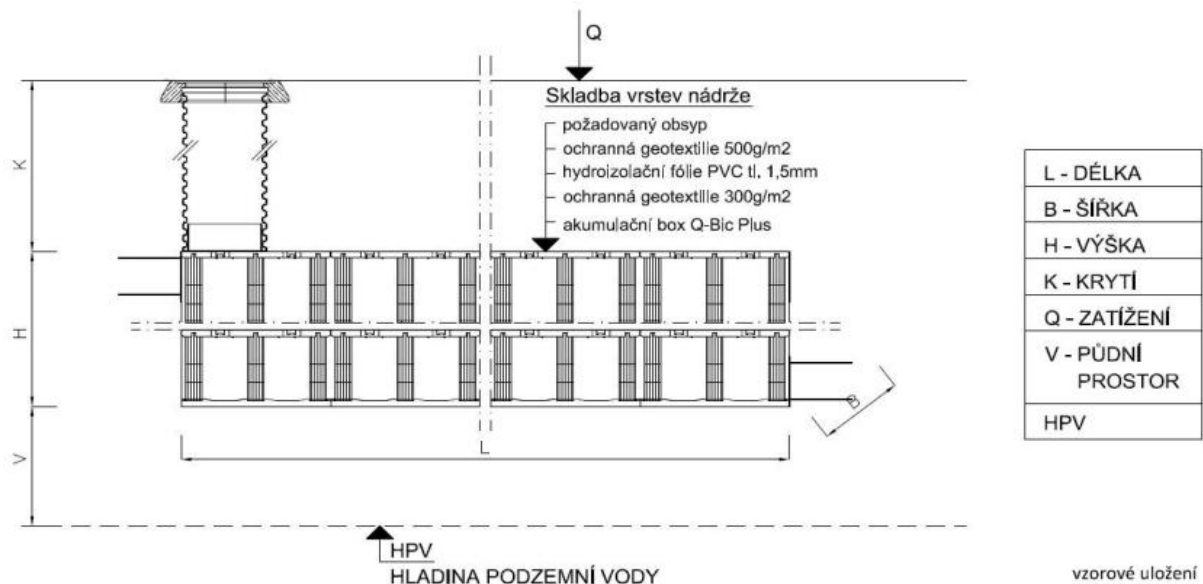 Q
Skladba vrstev nádrže
požadovaný obsyp
ochranná geotextilie 500g/m2
hydroizolační fólie PVC tl. 1,5mm
ochranná geotextilie 300g/m2
akumulační box Q-Bic Plus
K
H
V
L
B
HPV
HLADINA PODZEMNÍ VODY
L - DÉLKA
B - ŠÍŘKA
H - VÝŠKA
K - KRYTÍ
Q - ZATÍŽENÍ
V - PŮDNÍ
PROSTOR
HPV
vzorové uložení